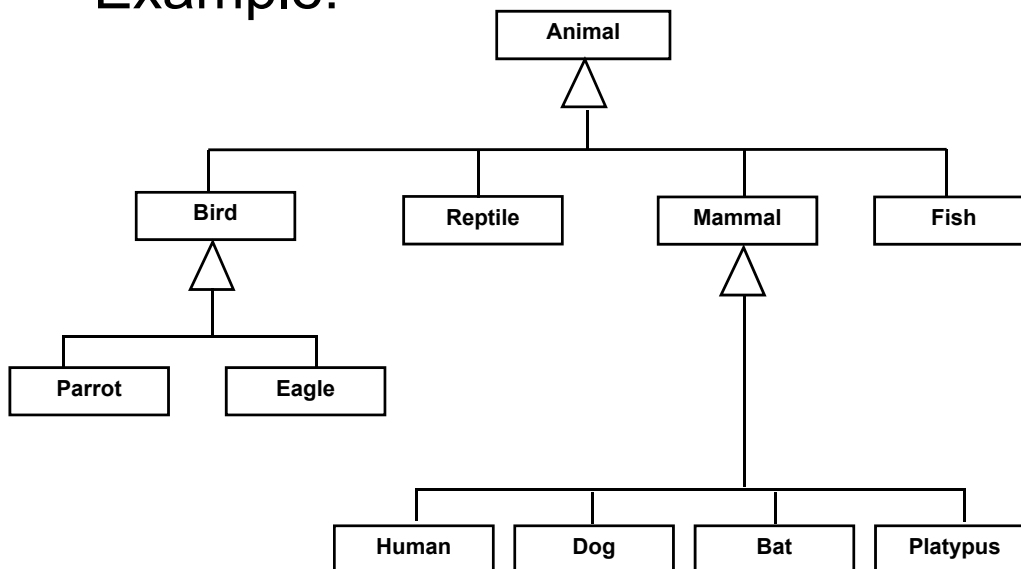 Example:
Animal
Bird
Reptile
Mammal
Fish
Parrot
Eagle
Human
Dog
Bat
Platypus